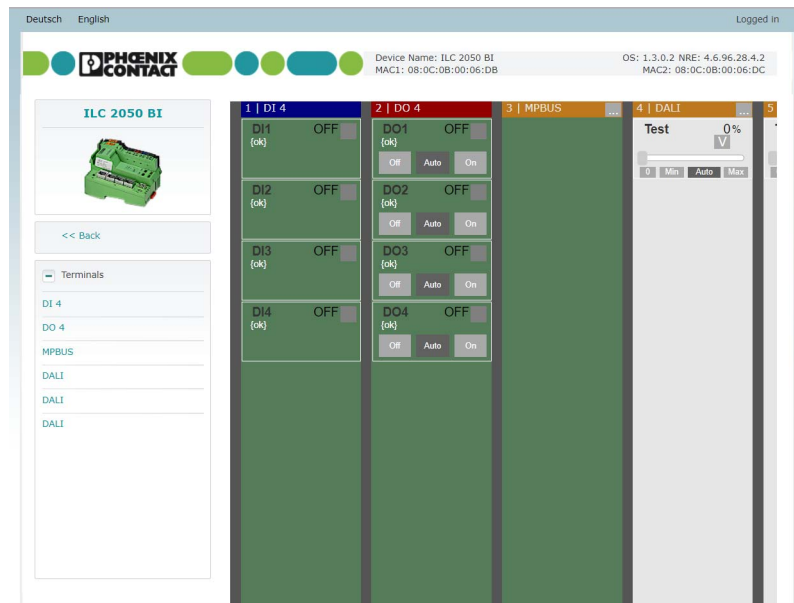 Deutsch English Logged in
PHŒNIX
CONTACT
Device Name: ILC 2050 BI
MAC1: 08:0C:0B:00:06:DB
OS: 1.3.0.2 NRE: 4.6.96.28.4.2
MAC2: 08:0C:0B:00:06:DC
ILC 2050 BI
<< Back
Terminals
DI 4
DO 4
MPBUS
DALI
DALI
DALI
1 | DI 4
DI1 OFF
{ok}
DI2 OFF
{ok}
DI3 OFF
{ok}
DI4 OFF
{ok}
2 | DO 4
DO1 OFF
{ok}
Off Auto On
DO2 OFF
{ok}
Off Auto On
DO3 OFF
{ok}
Off Auto On
DO4 OFF
{ok}
Off Auto On
3 | MPBUS ...
4 | DALI ...
Test 0%
V
0 Min Auto Max
5